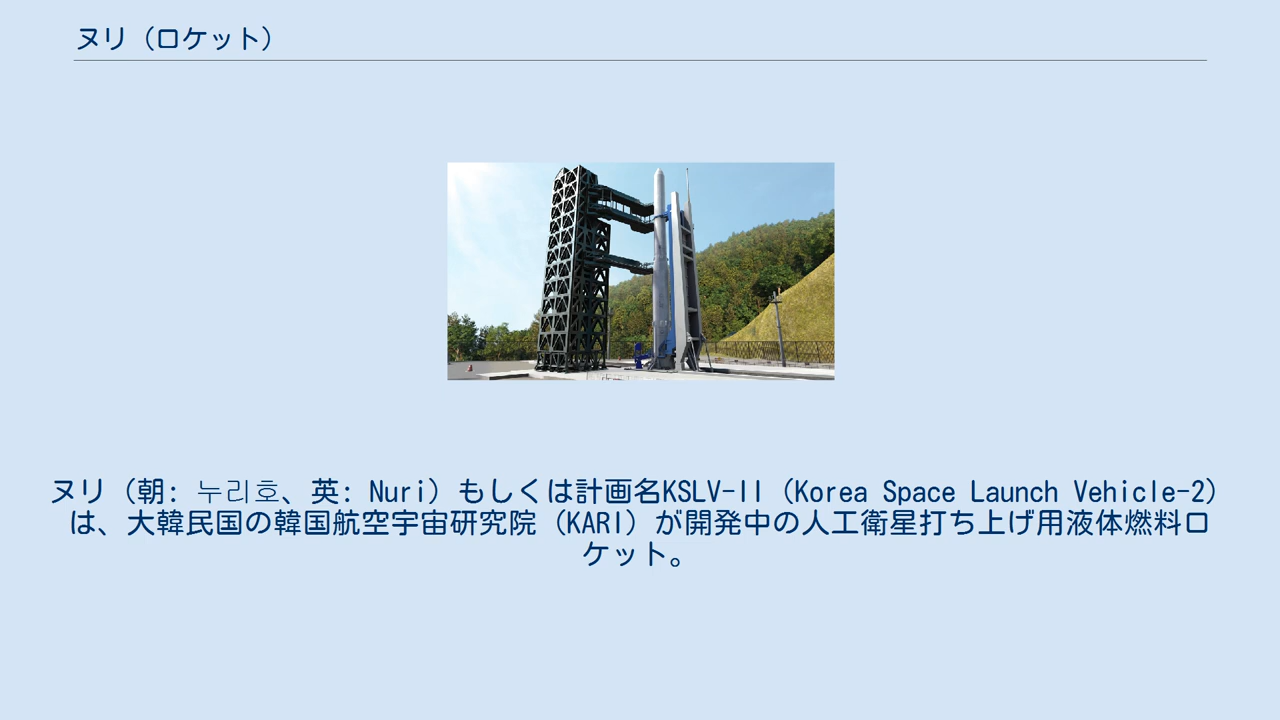 ヌリ（ロケット）
ヌリ（朝: 누리호、英: Nuri）もしくは計画名KSLV-II（Korea Space Launch Vehicle-2）
は、大韓民国の韓国航空宇宙研究院（KARI）が開発中の人工衛星打ち上げ用液体燃料ロ
ケット。